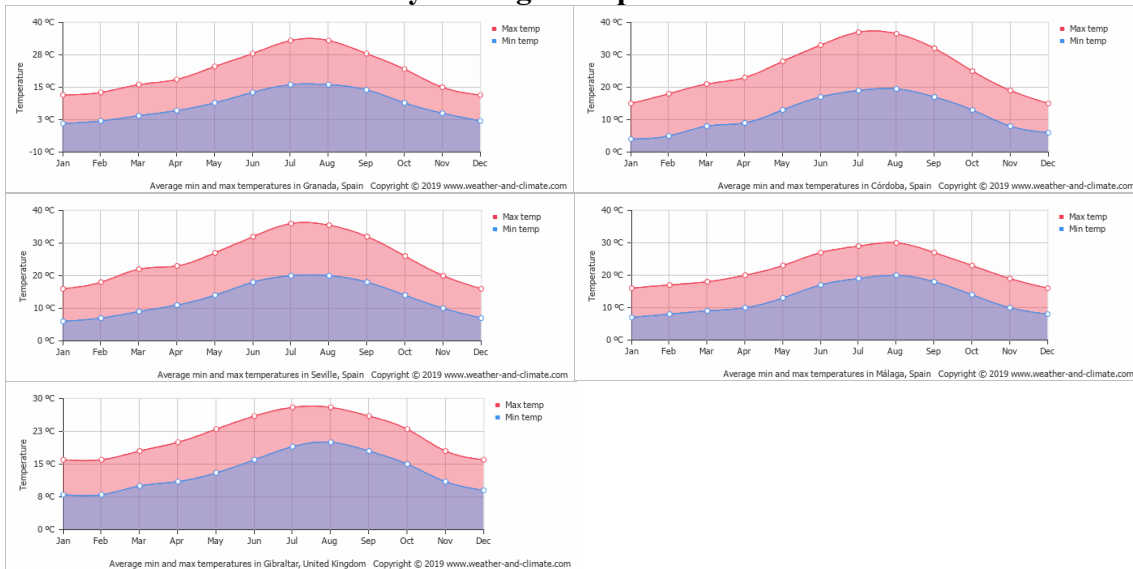 40 ºC
28 ºC
15 ºC
3 ºC
-10 ºC
Temperature
Max temp
Min temp
Jan Feb Mar Apr May Jun Jul Aug Sep Oct Nov Dec
Average min and max temperatures in Granada, Spain Copyright © 2019 www.weather-and-climate.com
40 ºC
30 ºC
20 ºC
10 ºC
0 ºC
Temperature
Max temp
Min temp
Jan Feb Mar Apr May Jun Jul Aug Sep Oct Nov Dec
Average min and max temperatures in Córdoba, Spain Copyright © 2019 www.weather-and-climate.com
40 ºC
30 ºC
20 ºC
10 ºC
0 ºC
Temperature
Max temp
Min temp
Jan Feb Mar Apr May Jun Jul Aug Sep Oct Nov Dec
Average min and max temperatures in Seville, Spain Copyright © 2019 www.weather-and-climate.com
40 ºC
30 ºC
20 ºC
10 ºC
0 ºC
Temperature
Max temp
Min temp
Jan Feb Mar Apr May Jun Jul Aug Sep Oct Nov Dec
Average min and max temperatures in Málaga, Spain Copyright © 2019 www.weather-and-climate.com
30 ºC
23 ºC
15 ºC
8 ºC
0 ºC
Temperature
Max temp
Min temp
Jan Feb Mar Apr May Jun Jul Aug Sep Oct Nov Dec
Average min and max temperatures in Gibraltar, United Kingdom Copyright © 2019 www.weather-and-climate.com